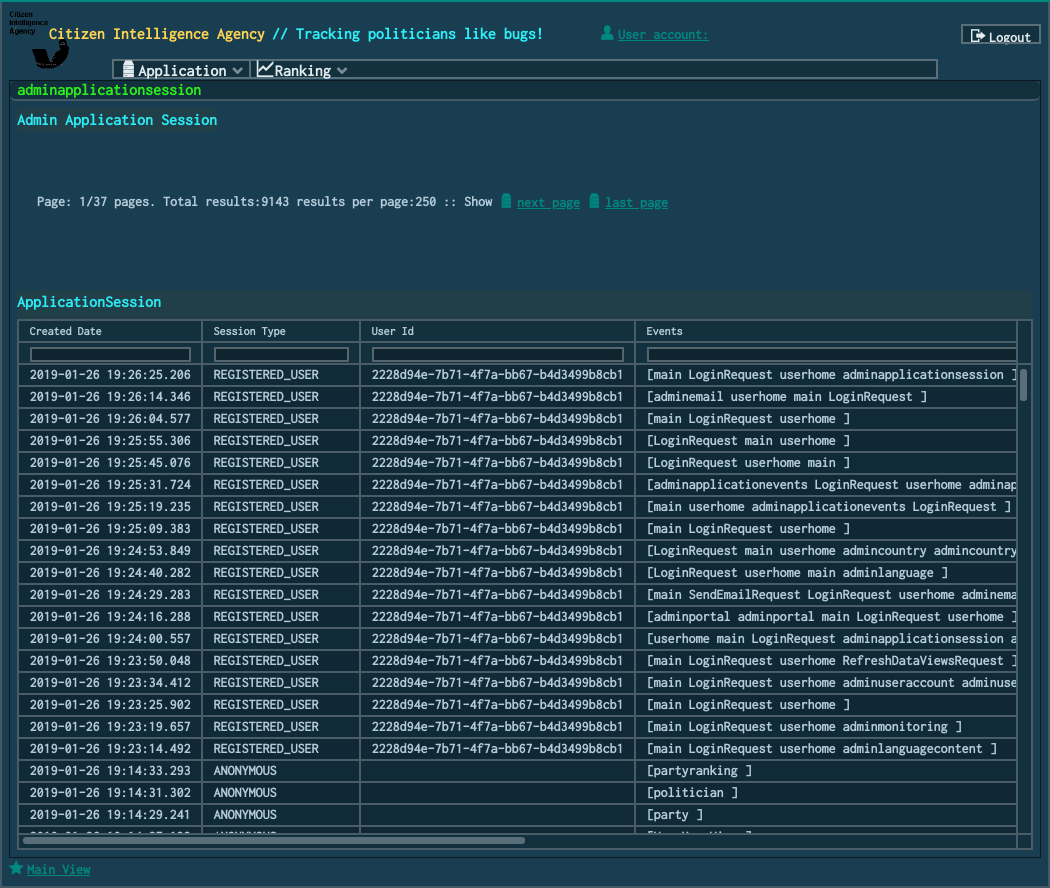 Citizen
Intelligence
Agency
Citizen Intelligence Agency // Tracking politicians like bugs!
User account:
Logout
Application
Ranking
adminapplicationsession
Admin Application Session
Page: 1/37 pages. Total results:9143 results per page:250 :: Show next page last page
ApplicationSession
Created Date Session Type User Id Events
2019-01-26 19:26:25.206 REGISTERED_USER 2228d94e-7b71-4f7a-bb67-b4d3499b8cb1 [main LoginRequest userhome adminapplicationsession ]
2019-01-26 19:26:14.346 REGISTERED_USER 2228d94e-7b71-4f7a-bb67-b4d3499b8cb1 [adminemail userhome main LoginRequest ]
2019-01-26 19:26:04.577 REGISTERED_USER 2228d94e-7b71-4f7a-bb67-b4d3499b8cb1 [main LoginRequest userhome ]
2019-01-26 19:25:55.306 REGISTERED_USER 2228d94e-7b71-4f7a-bb67-b4d3499b8cb1 [LoginRequest main userhome ]
2019-01-26 19:25:45.076 REGISTERED_USER 2228d94e-7b71-4f7a-bb67-b4d3499b8cb1 [LoginRequest userhome main ]
2019-01-26 19:25:31.724 REGISTERED_USER 2228d94e-7b71-4f7a-bb67-b4d3499b8cb1 [adminapplicationevents LoginRequest userhome adminap
2019-01-26 19:25:19.235 REGISTERED_USER 2228d94e-7b71-4f7a-bb67-b4d3499b8cb1 [main userhome adminapplicationevents LoginRequest ]
2019-01-26 19:25:09.383 REGISTERED_USER 2228d94e-7b71-4f7a-bb67-b4d3499b8cb1 [main LoginRequest userhome ]
2019-01-26 19:24:53.849 REGISTERED_USER 2228d94e-7b71-4f7a-bb67-b4d3499b8cb1 [LoginRequest main userhome admincountry admincountry
2019-01-26 19:24:40.282 REGISTERED_USER 2228d94e-7b71-4f7a-bb67-b4d3499b8cb1 [LoginRequest userhome main adminlanguage ]
2019-01-26 19:24:29.283 REGISTERED_USER 2228d94e-7b71-4f7a-bb67-b4d3499b8cb1 [main SendEmailRequest LoginRequest userhome adminema
2019-01-26 19:24:16.288 REGISTERED_USER 2228d94e-7b71-4f7a-bb67-b4d3499b8cb1 [adminportal adminportal main LoginRequest userhome ]
2019-01-26 19:24:00.557 REGISTERED_USER 2228d94e-7b71-4f7a-bb67-b4d3499b8cb1 [userhome main LoginRequest adminapplicationsession a
2019-01-26 19:23:50.048 REGISTERED_USER 2228d94e-7b71-4f7a-bb67-b4d3499b8cb1 [main LoginRequest userhome RefreshDataViewsRequest ]
2019-01-26 19:23:34.412 REGISTERED_USER 2228d94e-7b71-4f7a-bb67-b4d3499b8cb1 [main LoginRequest userhome adminuseraccount adminuse
2019-01-26 19:23:25.902 REGISTERED_USER 2228d94e-7b71-4f7a-bb67-b4d3499b8cb1 [main LoginRequest userhome ]
2019-01-26 19:23:19.657 REGISTERED_USER 2228d94e-7b71-4f7a-bb67-b4d3499b8cb1 [main LoginRequest userhome adminmonitoring ]
2019-01-26 19:23:14.492 REGISTERED_USER 2228d94e-7b71-4f7a-bb67-b4d3499b8cb1 [main LoginRequest userhome adminlanguagecontent ]
2019-01-26 19:14:33.293 ANONYMOUS [partyranking ]
2019-01-26 19:14:31.302 ANONYMOUS [politician ]
2019-01-26 19:14:29.241 ANONYMOUS [party ]
Main View